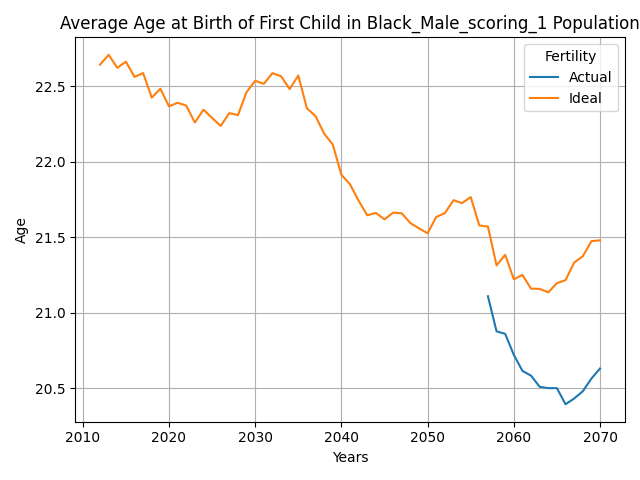 Average Age at Birth of First Child in Black_Male_scoring_1 Population
Fertility
Actual
Ideal
Age
22.5
22.0
21.5
21.0
20.5
2010 2020 2030 2040 2050 2060 2070
Years